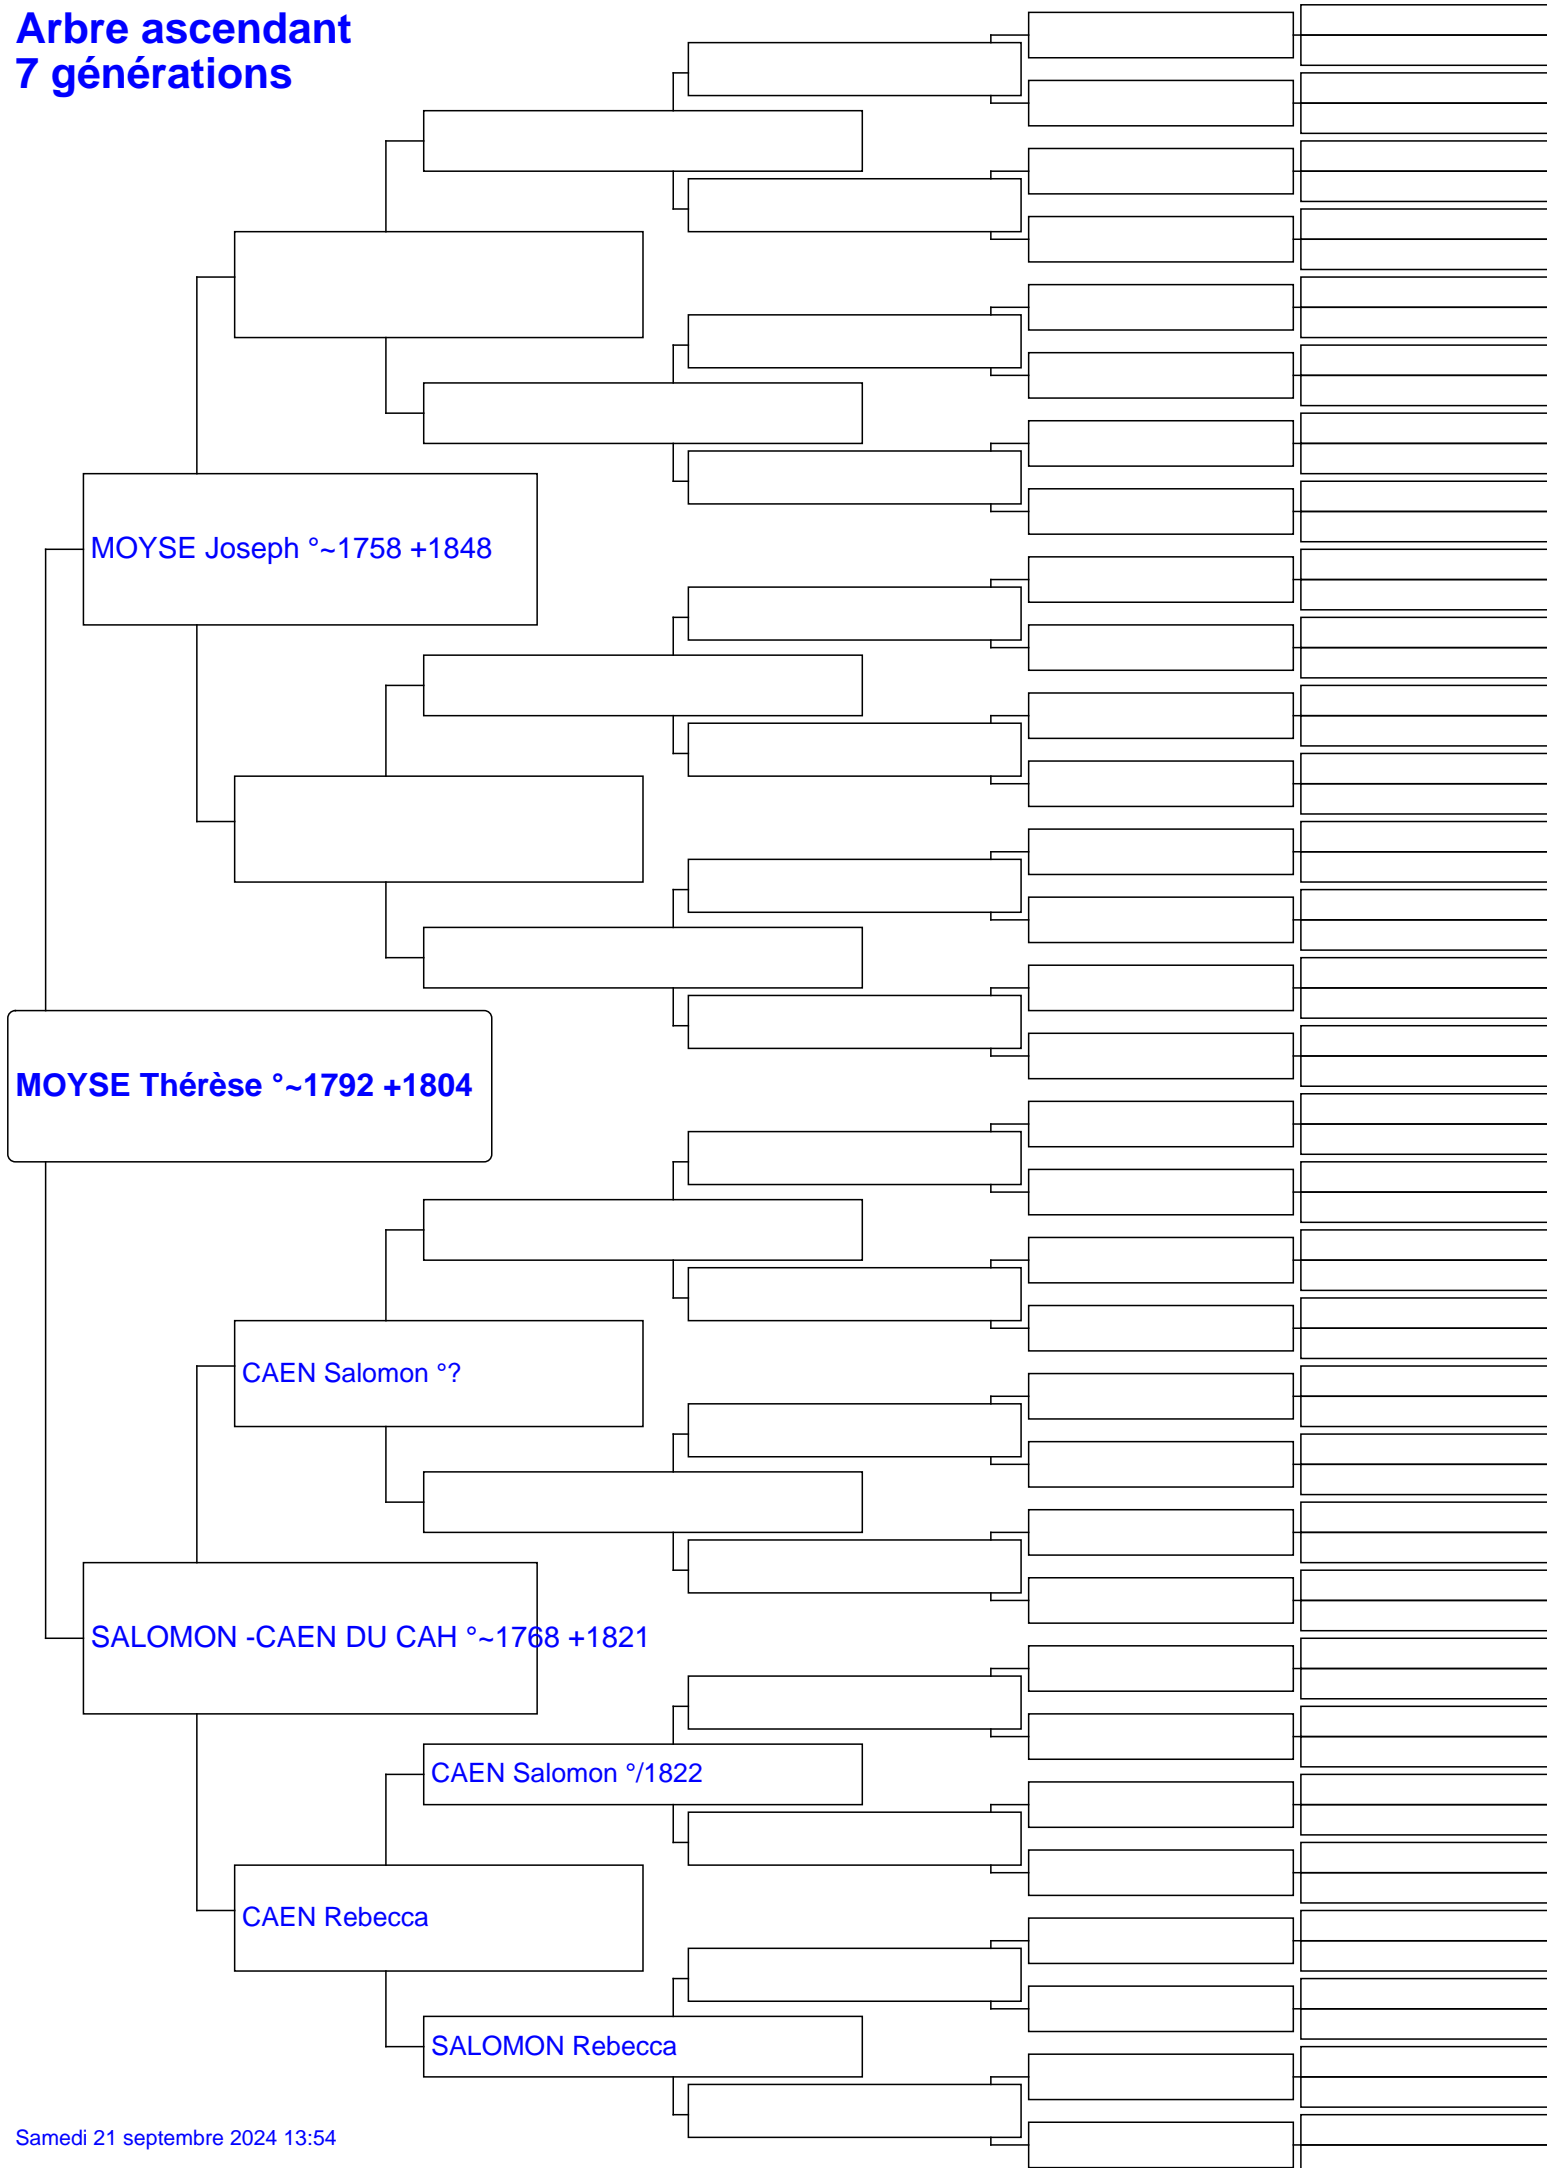 Arbre ascendant
7 générations
MOYSE Joseph °~1758 +1848
MOYSE Thérèse °~1792 +1804
CAEN Salomon °?
SALOMON -CAEN DU CAH °~1768 +1821
CAEN Salomon °/1822
CAEN Rebecca
SALOMON Rebecca
Samedi 21 septembre 2024 13:54